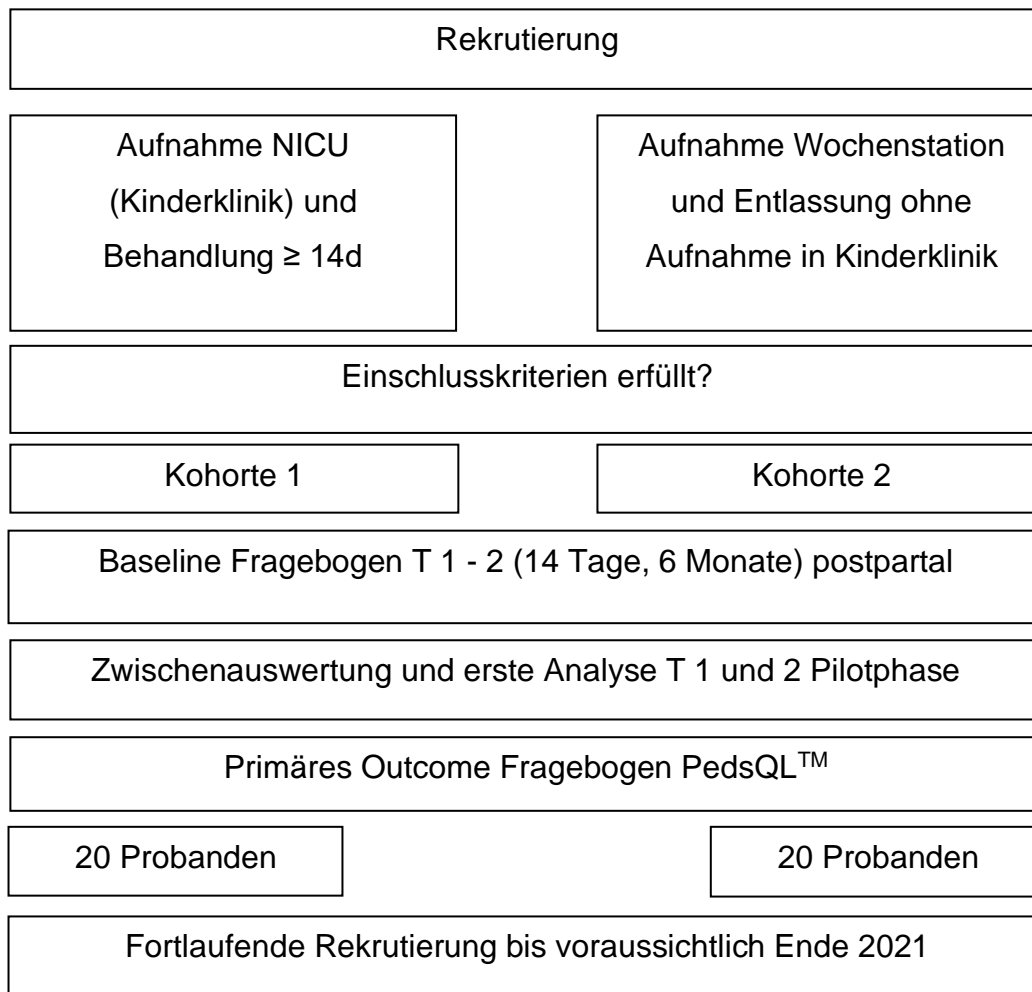 Rekrutierung
Aufnahme NICU
(Kinderklinik) und
Behandlung ≥ 14d
Aufnahme Wochenstation
und Entlassung ohne
Aufnahme in Kinderklinik
Einschlusskriterien erfüllt?
Kohorte 1
Kohorte 2
Baseline Fragebogen T 1 - 2 (14 Tage, 6 Monate) postpartal
Zwischenauswertung und erste Analyse T 1 und 2 Pilotphase
Primäres Outcome Fragebogen PedsQL™
20 Probanden
20 Probanden
Fortlaufende Rekrutierung bis voraussichtlich Ende 2021